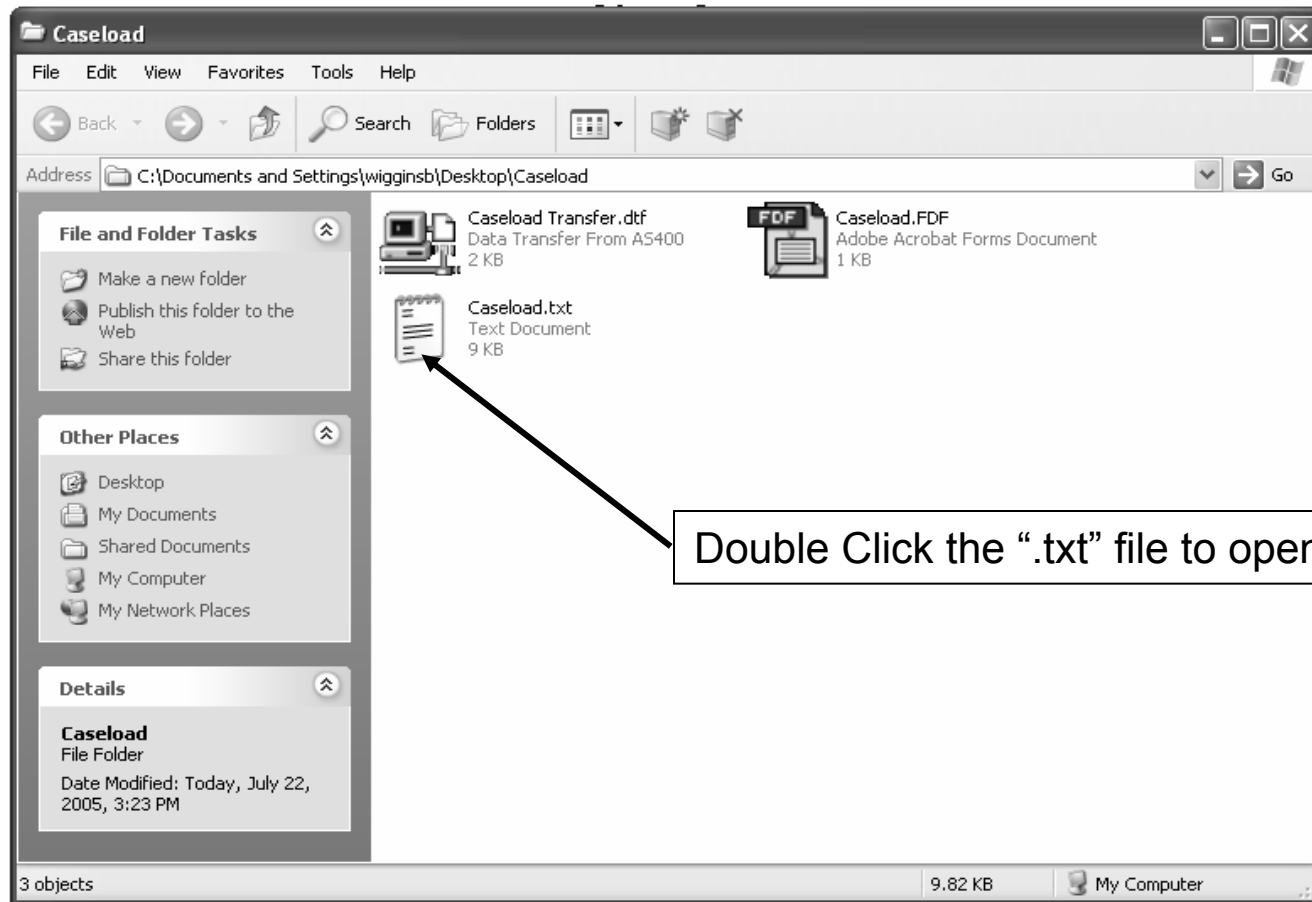 Caseload
File Edit View Favorites Tools Help
Back Search Folders
Address C:\Documents and Settings\wigginsb\Desktop\Caseload Go
File and Folder Tasks
Make a new folder
Publish this folder to the
Web
Share this folder
Other Places
Desktop
My Documents
Shared Documents
My Computer
My Network Places
Details
Caseload
File Folder
Date Modified: Today, July 22,
2005, 3:23 PM
Caseload Transfer.dtf
Data Transfer From AS400
2 KB
FDF
Caseload.FDF
Adobe Acrobat Forms Document
1 KB
Caseload.txt
Text Document
9 KB
Double Click the “.txt” file to open
3 objects 9.82 KB My Computer